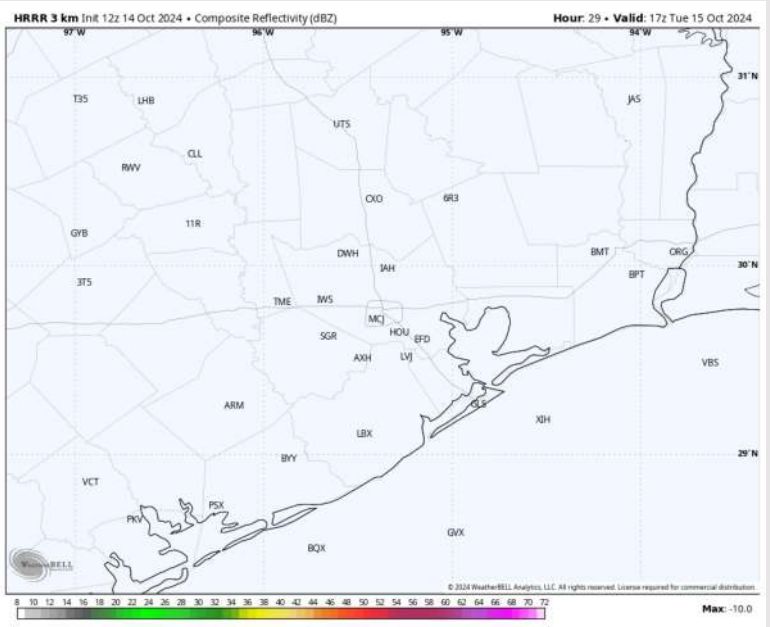 HRRR 3 km Init 12z 14 Oct 2024 • Composite Reflectivity (dBZ) Hour: 29 • Valid: 17z Tue 15 Oct 2024
97°W 96°W 95°W 94°W
31°N
T35 LHB JAS
UTS
CLL
RWV
OXO 6R3
11R
GYB
DWH BMT ORG
30°N
IAH
BPT
3T5
TME IWS
MCJ
HOU
SGR EFD
AXH LVJ
VBS
ARM GLS
XIH
LBX
29°N
BYY
VCT
PSX
PKV
GVX
BQX
WeatherBELL
© 2024 WeatherBELL Analytics, LLC. All rights reserved. License required for commercial distribution.
8 10 12 14 16 18 20 22 24 26 28 30 32 34 36 38 40 42 44 46 48 50 52 54 56 58 60 62 64 66 68 70 72
Max: -10.0